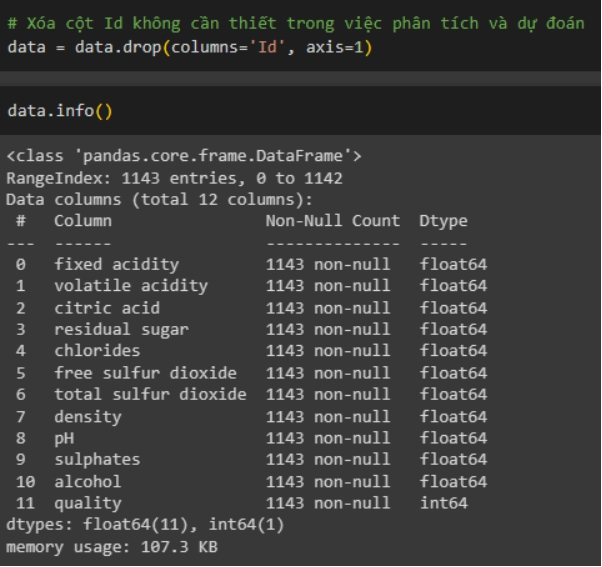 # Xóa cột Id không cần thiết trong việc phân tích và dự đoán
data = data.drop(columns='Id', axis=1)
data.info()
<class 'pandas.core.frame.DataFrame'>
RangeIndex: 1143 entries, 0 to 1142
Data columns (total 12 columns):
 #   Column                Non-Null Count  Dtype
---  ------                --------------  -----
 0   fixed acidity         1143 non-null   float64
 1   volatile acidity      1143 non-null   float64
 2   citric acid           1143 non-null   float64
 3   residual sugar        1143 non-null   float64
 4   chlorides             1143 non-null   float64
 5   free sulfur dioxide   1143 non-null   float64
 6   total sulfur dioxide  1143 non-null   float64
 7   density               1143 non-null   float64
 8   pH                    1143 non-null   float64
 9   sulphates             1143 non-null   float64
 10  alcohol               1143 non-null   float64
 11  quality               1143 non-null   int64
dtypes: float64(11), int64(1)
memory usage: 107.3 KB